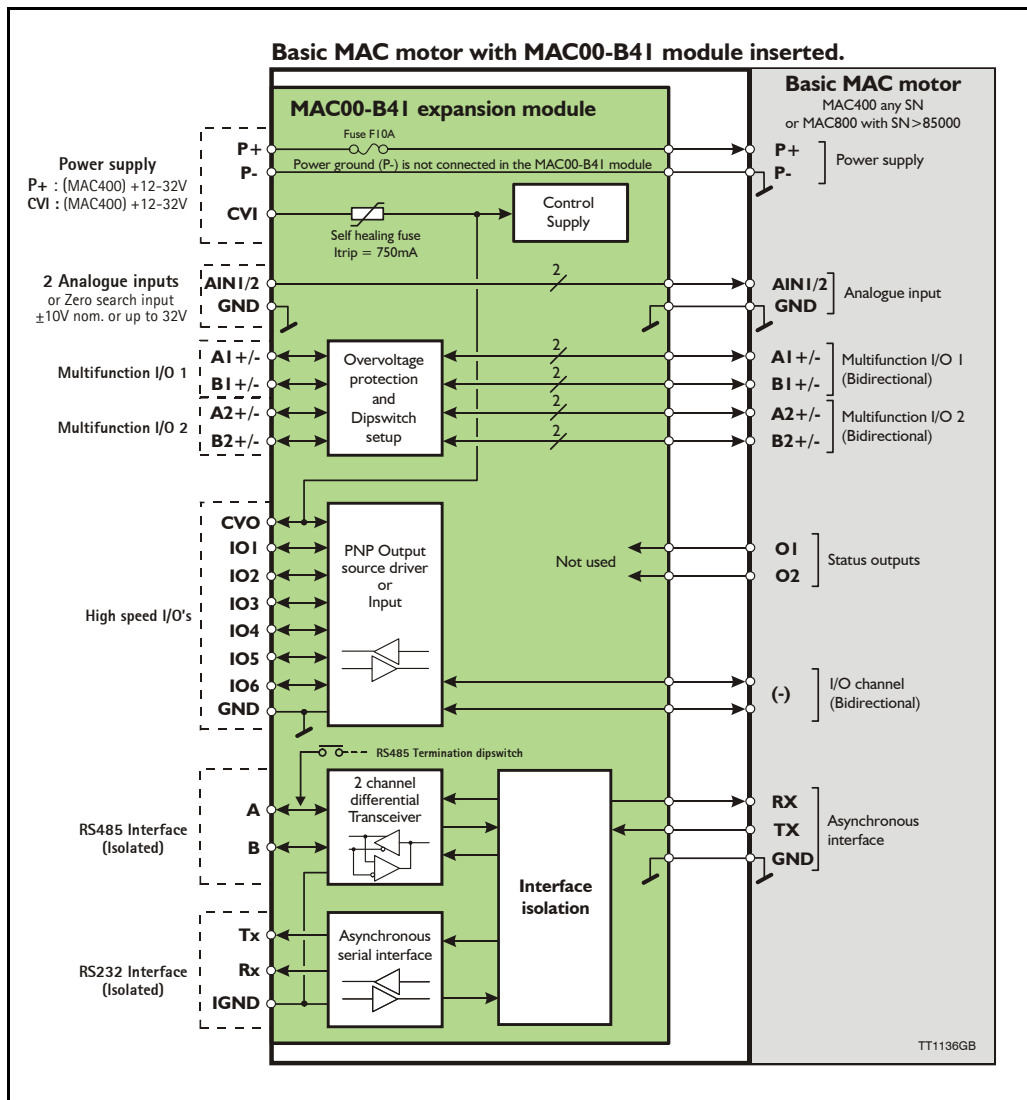 Basic MAC motor with MAC00-B41 module inserted.
MAC00-B41 expansion module
Basic MAC motor
MAC400 any SN
or MAC800 with SN>85000
Power supply
P+ : (MAC400) +12-32V
CVI : (MAC400) +12-32V
P+
P-
CVI
Fuse F10A
Power ground (P-) is not connected in the MAC00-B41 module
Self healing fuse
Itrip = 750mA
Control
Supply
P+
P-
Power supply
2 Analogue inputs
or Zero search input
±10V nom. or up to 32V
AIN1/2
GND
2
AIN1/2
GND
Analogue input
Multifunction I/O 1
Multifunction I/O 2
A1+/-
B1+/-
A2+/-
B2+/-
Overvoltage
protection
and
Dipswitch
setup
2
2
2
2
A1+/-
B1+/-
A2+/-
B2+/-
Multifunction I/O 1
(Bidirectional)
Multifunction I/O 2
(Bidirectional)
High speed I/O's
CVO
IO1
IO2
IO3
IO4
IO5
IO6
GND
PNP Output
source driver
or
Input
Not used
O1
O2
Status outputs
(-)
I/O channel
(Bidirectional)
RS485 Termination dipswitch
RS485 Interface
(Isolated)
A
B
2 channel
differential
Transceiver
Interface
isolation
RX
TX
GND
Asynchronous
interface
RS232 Interface
(Isolated)
Tx
Rx
IGND
Asynchronous
serial interface
TT1136GB